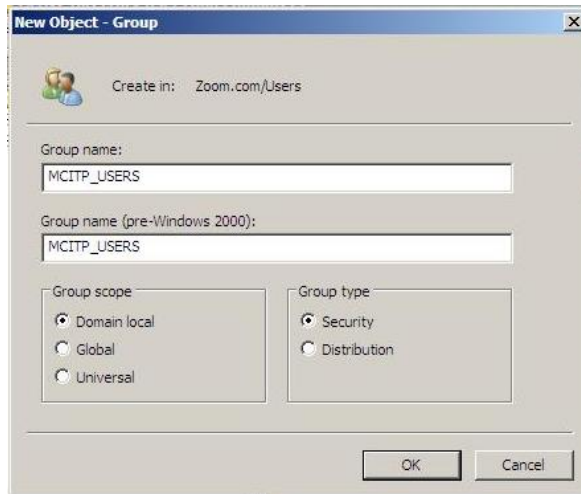 New Object - Group
Create in: Zoom.com/Users
Group name:
MCITP_USERS
Group name (pre-Windows 2000):
MCITP_USERS
Group scope
Domain local
Global
Universal
Group type
Security
Distribution
OK
Cancel